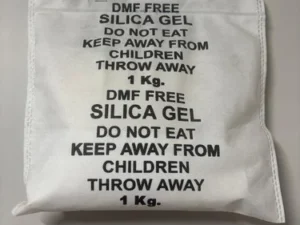 DMF FREE
SILICA GEL
DO NOT EAT
KEEP AWAY FROM
CHILDREN
THROW AWAY
1 Kg.
DMF FREE
SILICA GEL
DO NOT EAT
KEEP AWAY FROM
CHILDREN
THROW AWAY
1 Kg.